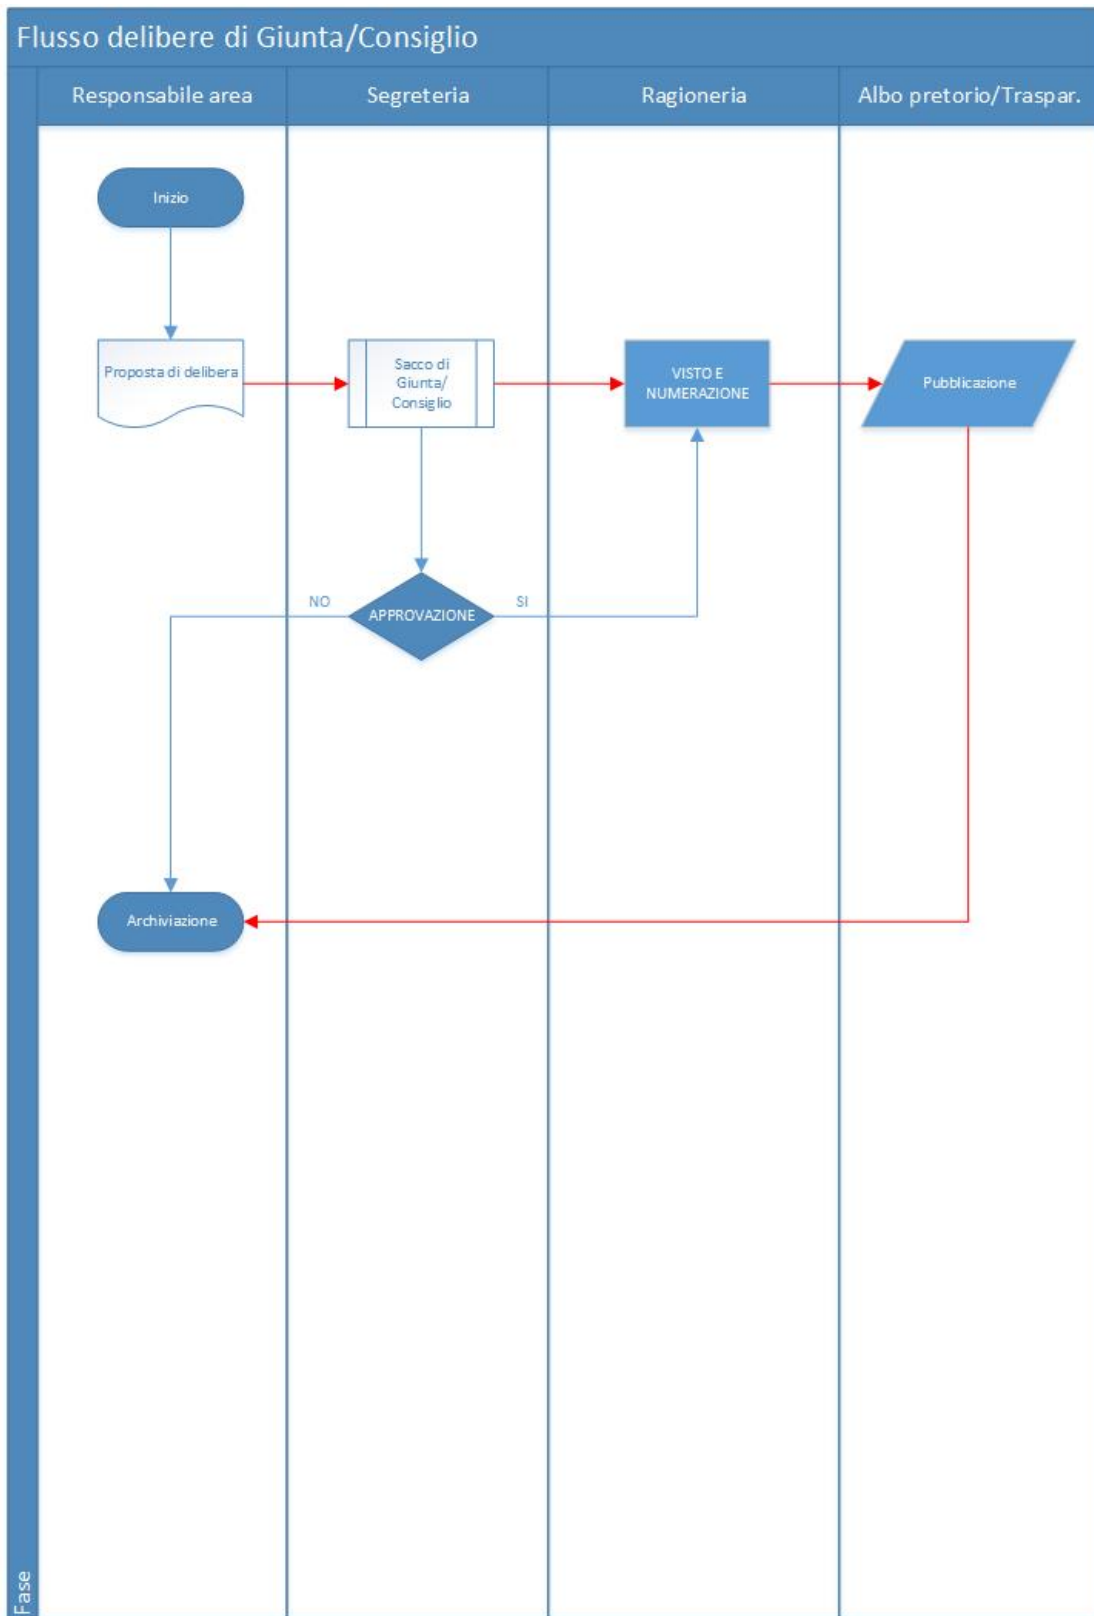 Flusso delibere di Giunta/Consiglio
Responsabile area
Segreteria
Ragioneria
Albo pretorio/Traspar.
Inizio
Proposta di delibera
Sacco di
Giunta/
Consiglio
VISTO E
NUMERAZIONE
Pubblicazione
NO
APPROVAZIONE
SI
Archiviazione
Fase